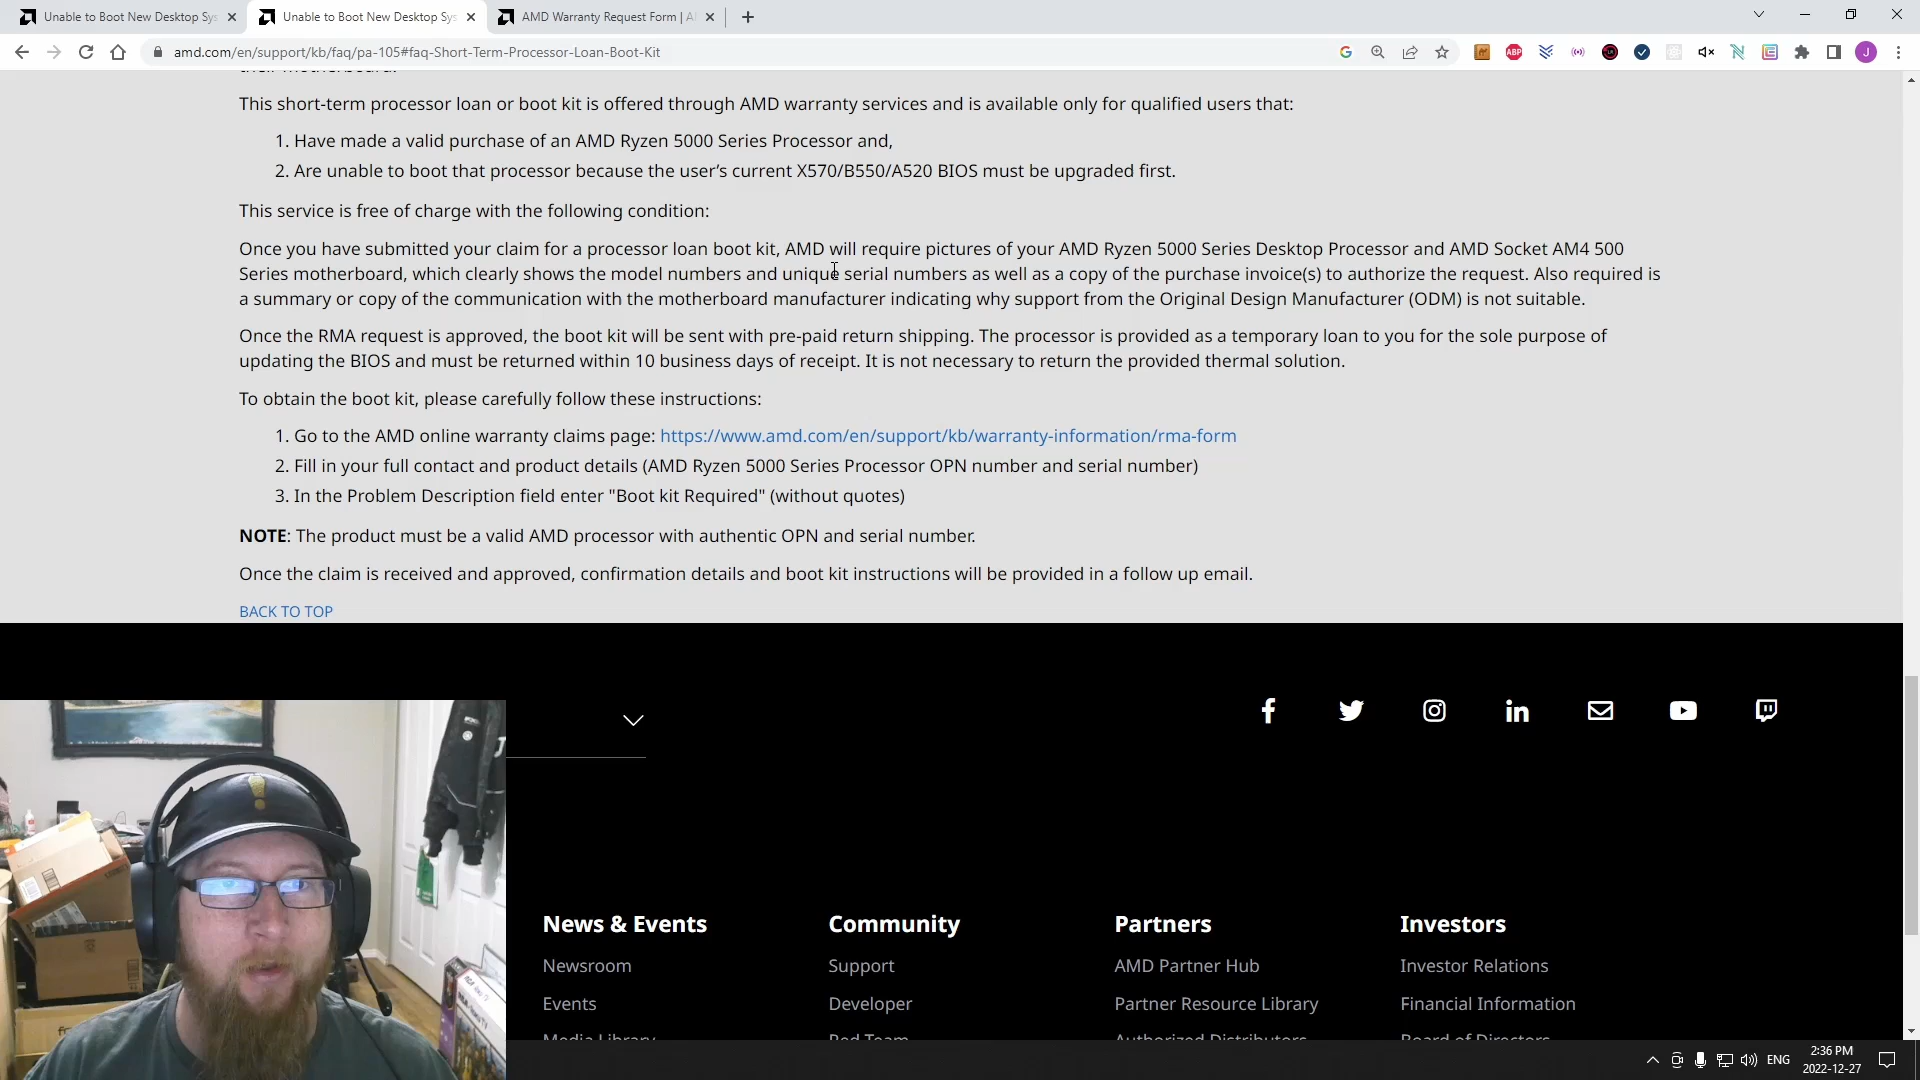 Unable to Boot New Desktop Sys
Unable to Boot New Desktop Sys
AMD Warranty Request Form | A
amd.com/en/support/kb/faq/pa-105#faq-Short-Term-Processor-Loan-Boot-Kit
their motherboard.
This short-term processor loan or boot kit is offered through AMD warranty services and is available only for qualified users that:
1. Have made a valid purchase of an AMD Ryzen 5000 Series Processor and,
2. Are unable to boot that processor because the user’s current X570/B550/A520 BIOS must be upgraded first.
This service is free of charge with the following condition:
Once you have submitted your claim for a processor loan boot kit, AMD will require pictures of your AMD Ryzen 5000 Series Desktop Processor and AMD Socket AM4 500
Series motherboard, which clearly shows the model numbers and unique serial numbers as well as a copy of the purchase invoice(s) to authorize the request. Also required is
a summary or copy of the communication with the motherboard manufacturer indicating why support from the Original Design Manufacturer (ODM) is not suitable.
Once the RMA request is approved, the boot kit will be sent with pre-paid return shipping. The processor is provided as a temporary loan to you for the sole purpose of
updating the BIOS and must be returned within 10 business days of receipt. It is not necessary to return the provided thermal solution.
To obtain the boot kit, please carefully follow these instructions:
1. Go to the AMD online warranty claims page: https://www.amd.com/en/support/kb/warranty-information/rma-form
2. Fill in your full contact and product details (AMD Ryzen 5000 Series Processor OPN number and serial number)
3. In the Problem Description field enter "Boot kit Required" (without quotes)
NOTE: The product must be a valid AMD processor with authentic OPN and serial number.
Once the claim is received and approved, confirmation details and boot kit instructions will be provided in a follow up email.
BACK TO TOP
News & Events
Community
Partners
Investors
Newsroom
Support
AMD Partner Hub
Investor Relations
Events
Developer
Partner Resource Library
Financial Information
Media Library
Red Team
Authorized Distributors
Board of Directors
ABP
J
ENG
2:36 PM
2022-12-27